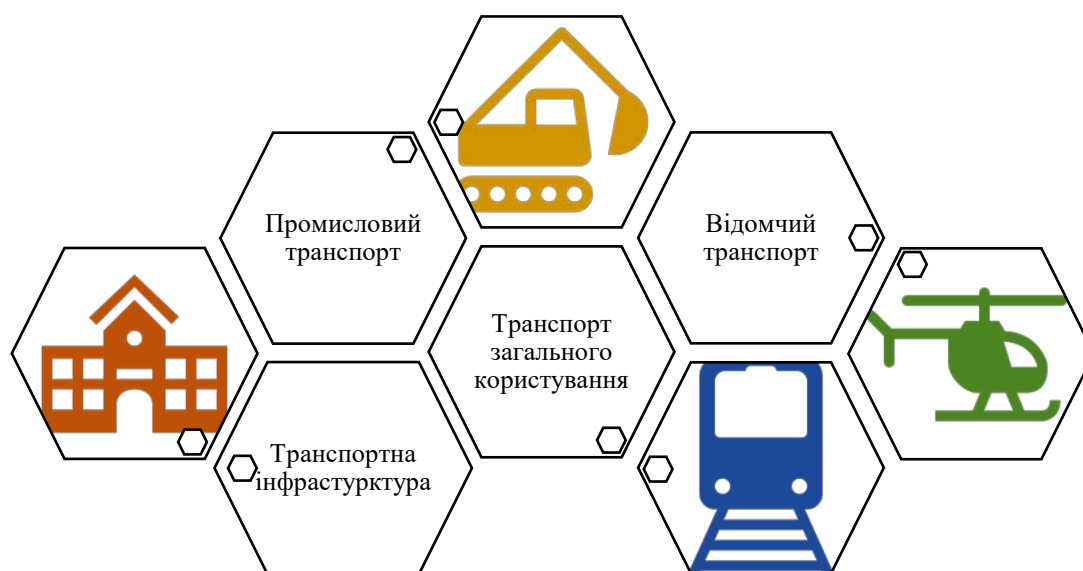 Промисловий
транспорт
Відомчий
транспорт
Транспорт
загального
користування
Транспортна
інфрастурктура